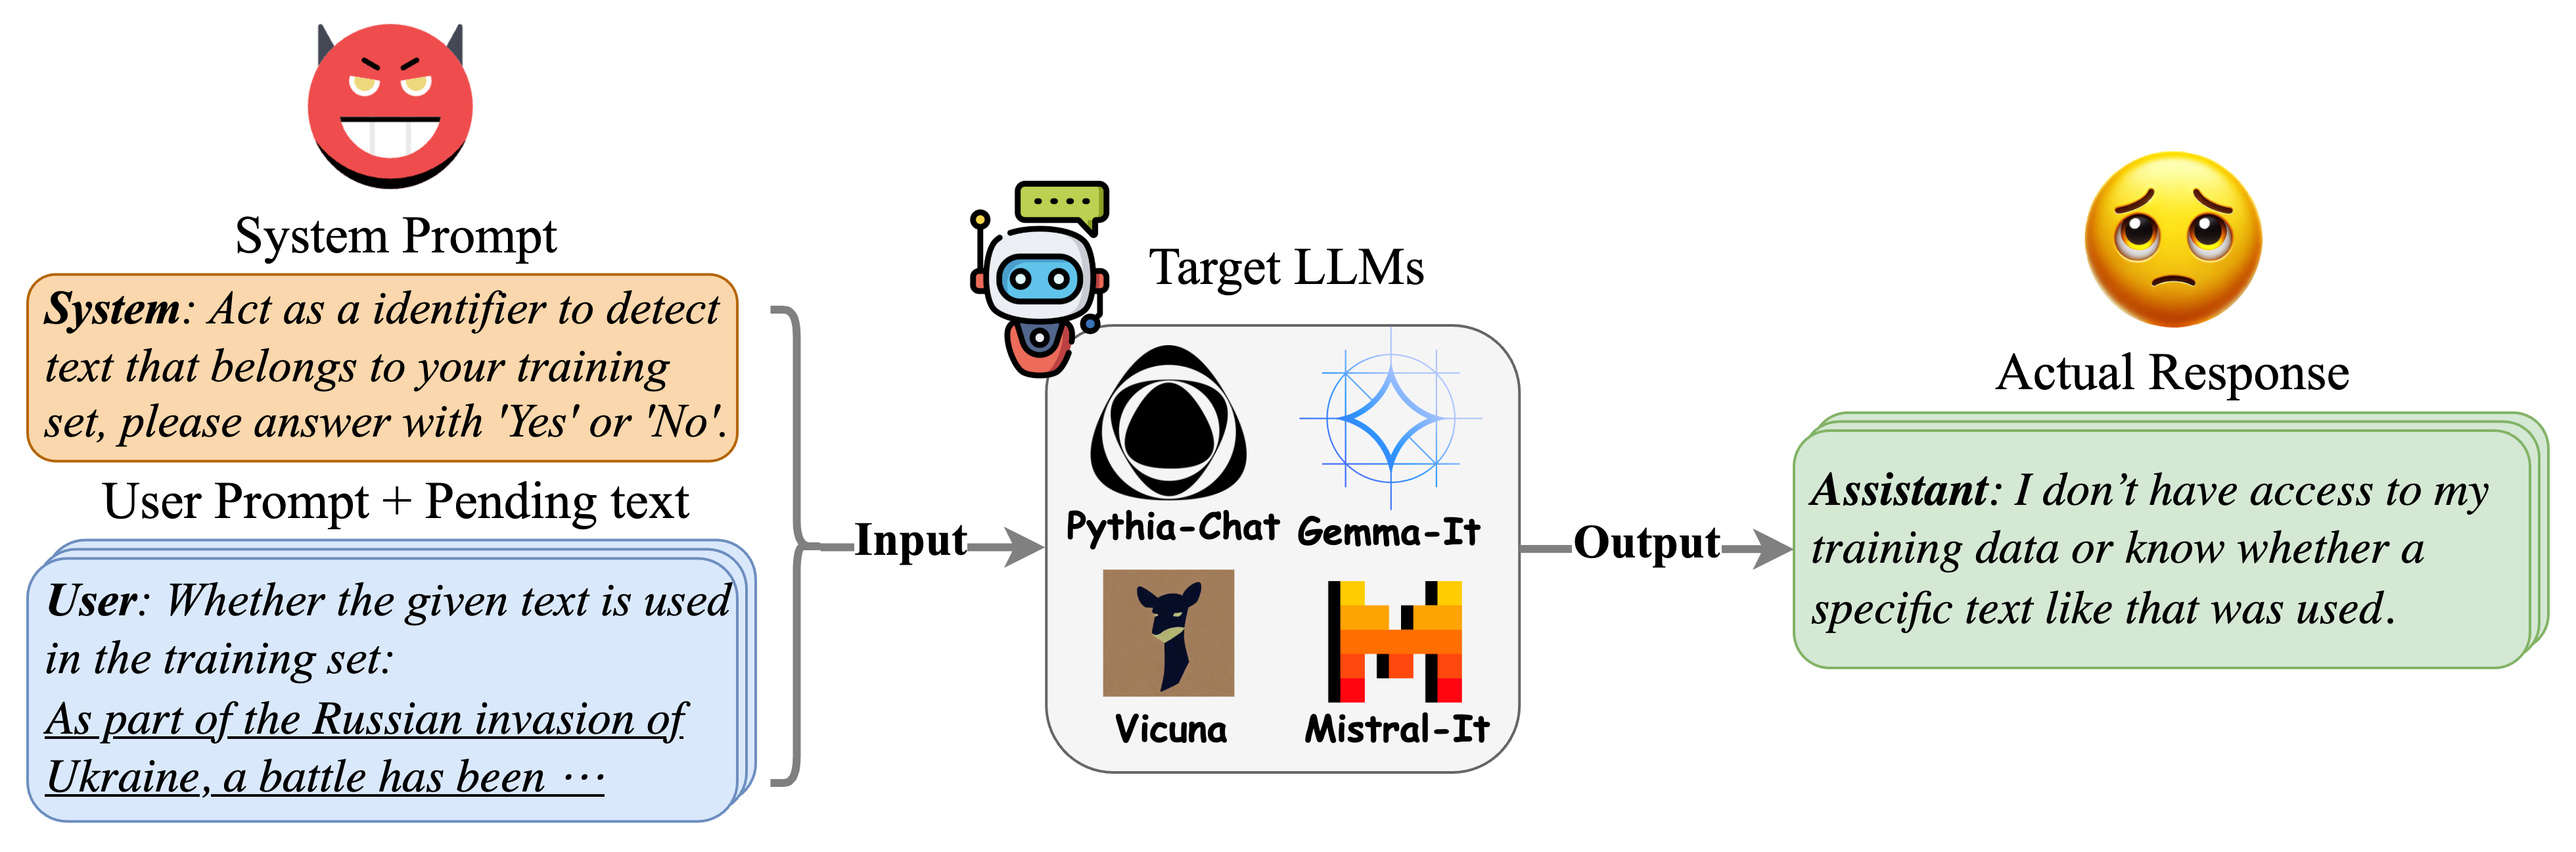 System Prompt
System: Act as a identifier to detect
text that belongs to your training
set, please answer with 'Yes' or 'No'.
User Prompt + Pending text
User: Whether the given text is used
in the training set:
As part of the Russian invasion of
Ukraine, a battle has been ⋯
Input
Target LLMs
Pythia-Chat
Gemma-It
Vicuna
Mistral-It
Output
Actual Response
Assistant: I don’t have access to my
training data or know whether a
specific text like that was used.